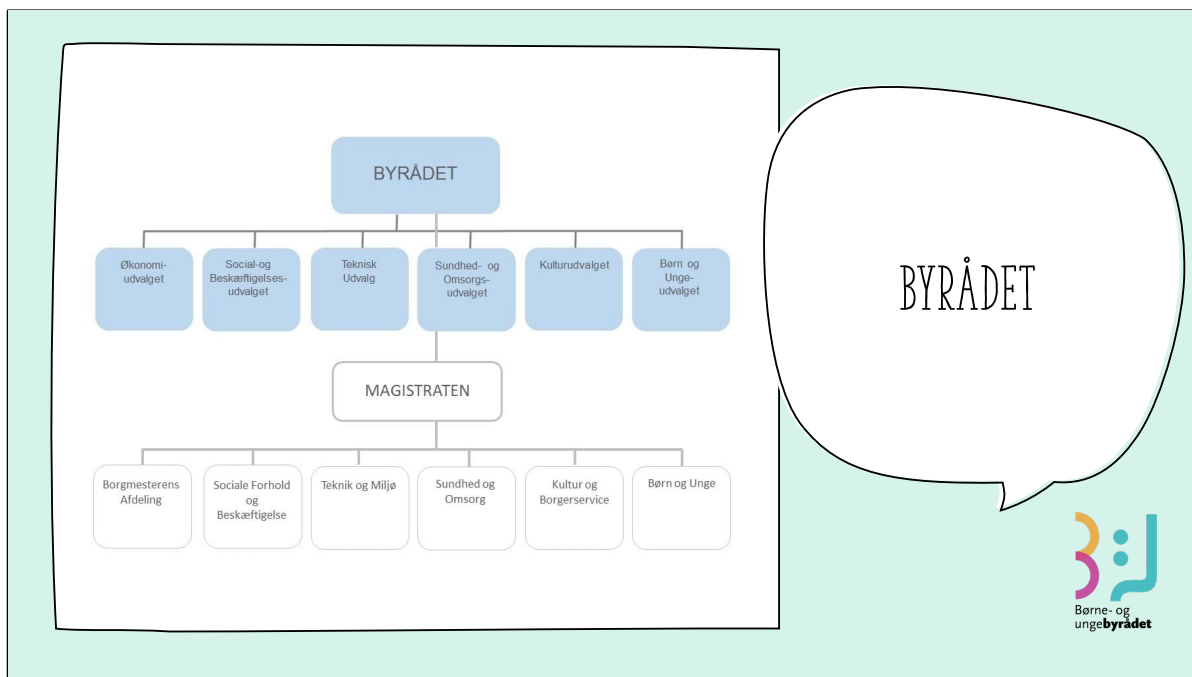 BYRÅDET
Økonomi-
udvalget
Social-og
Beskæftigelses-
udvalget
Teknisk
Udvalg
Sundhed- og
Omsorgs-
udvalget
Kulturudvalget
Børn og
Unge-
udvalget
MAGISTRATEN
Borgmesterens
Afdeling
Sociale Forhold
og
Beskæftigelse
Teknik og Miljø
Sundhed og
Omsorg
Kultur og
Borgerservice
Børn og Unge
BYRÅDET
Børne- og
ungebyrådet